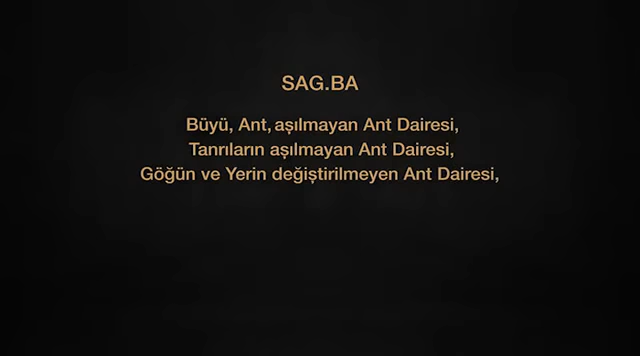 SAG.BA
Büyü, Ant, aşılmayan Ant Dairesi,
Tanrıların aşılmayan Ant Dairesi,
Göğün ve Yerin değiştirilmeyen Ant Dairesi,